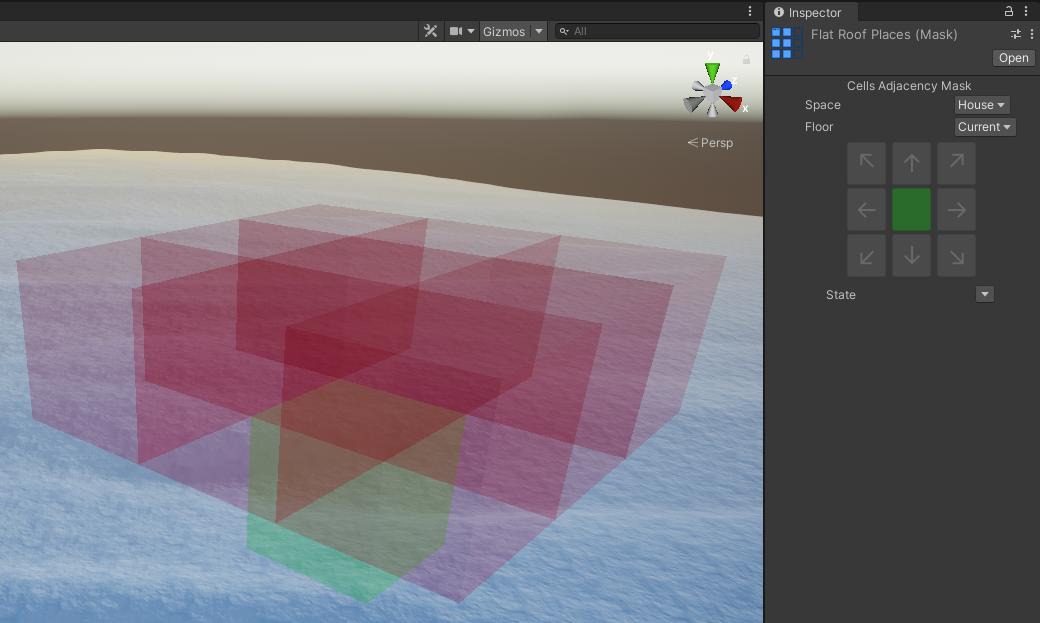 Inspector
Gizmos
All
Flat Roof Places (Mask)
Open
y
z
x
Persp
Cells Adjacency Mask
Space
House
Floor
Current
State